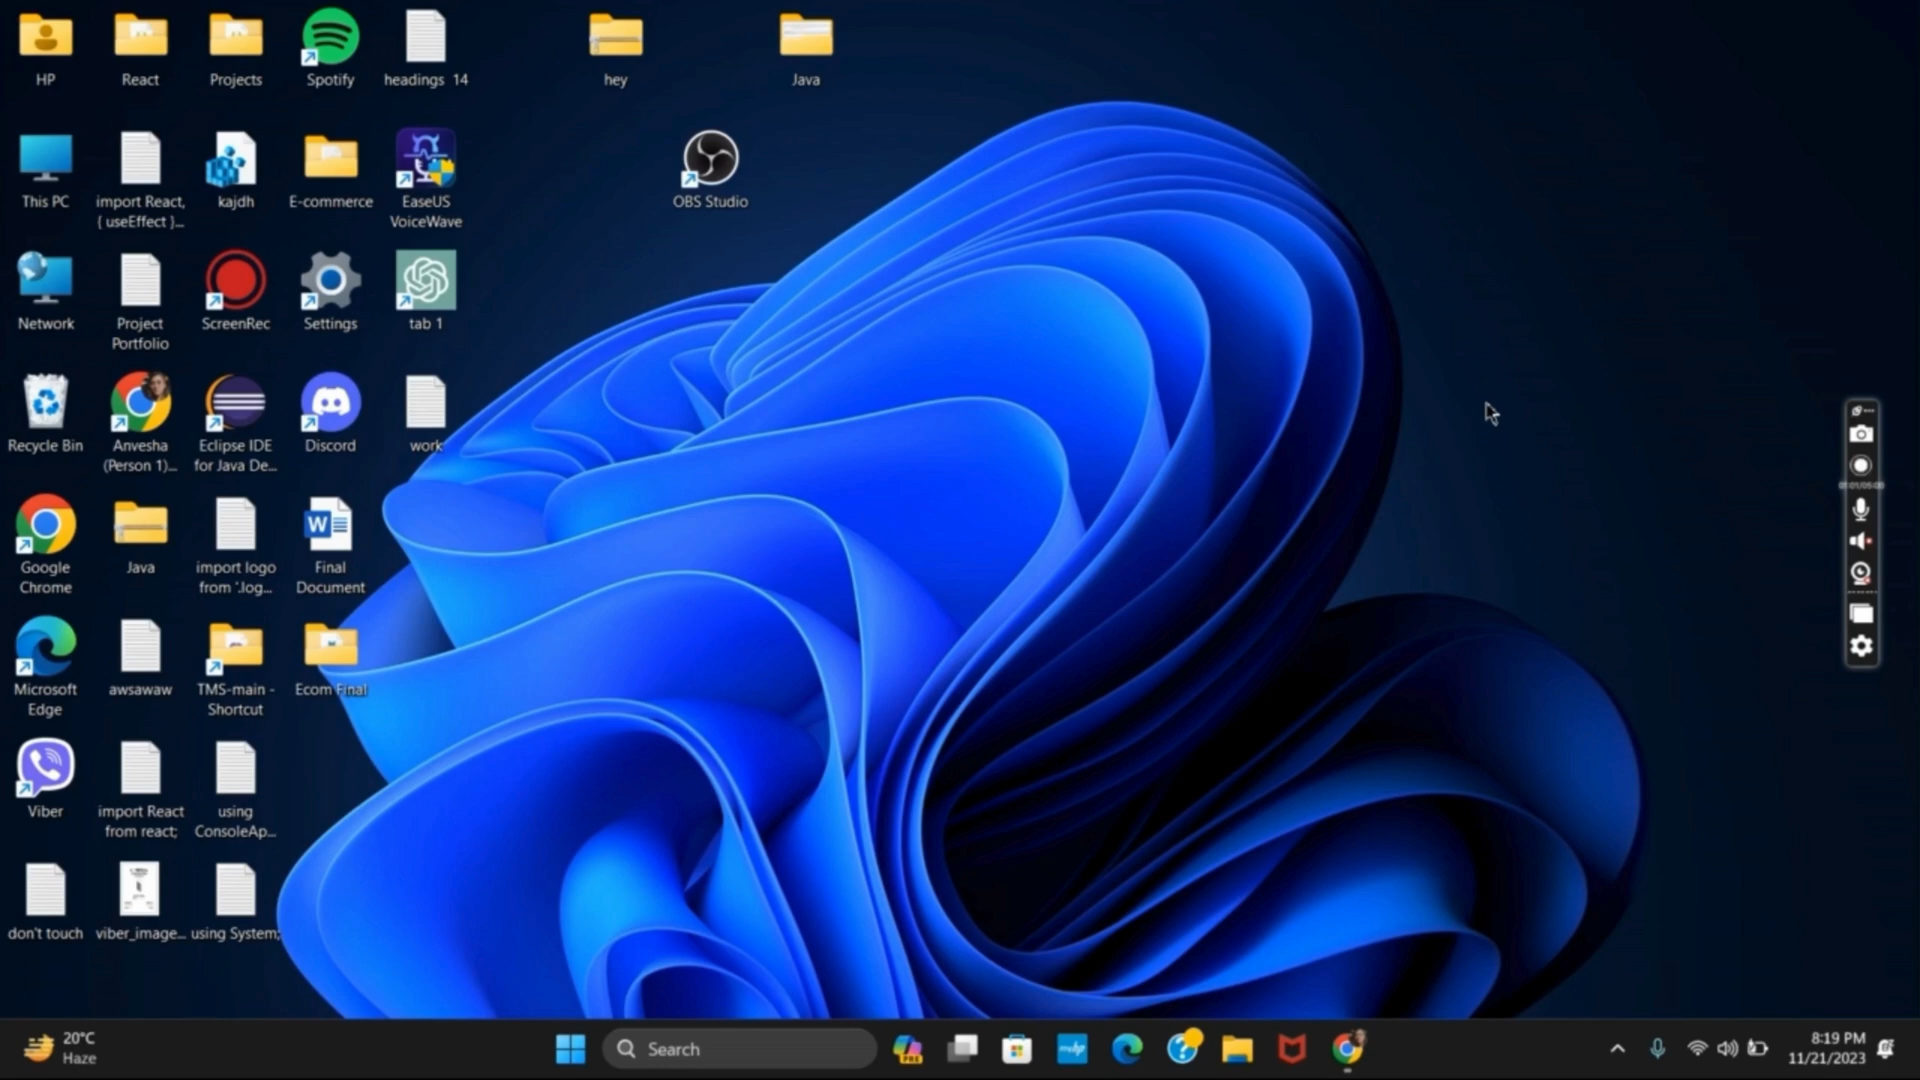 HP
React
Projects
Spotify
headings 14
hey
Java
This PC
import React,
{ useEffect }...
kajdh
E-commerce
EaseUS
VoiceWave
OBS Studio
Network
Project
Portfolio
ScreenRec
Settings
tab 1
Recycle Bin
Anvesha
(Person 1)...
Eclipse IDE
for Java De...
Discord
work
Google
Chrome
Java
import logo
from '.log...
Final
Document
Microsoft
Edge
awsawaw
TMS-main -
Shortcut
Ecom Final
Viber
import React
from react;
using
ConsoleAp...
don't touch
viber_image...
using System;
20°C
Haze
Search
PRE
8:19 PM
11/21/2023